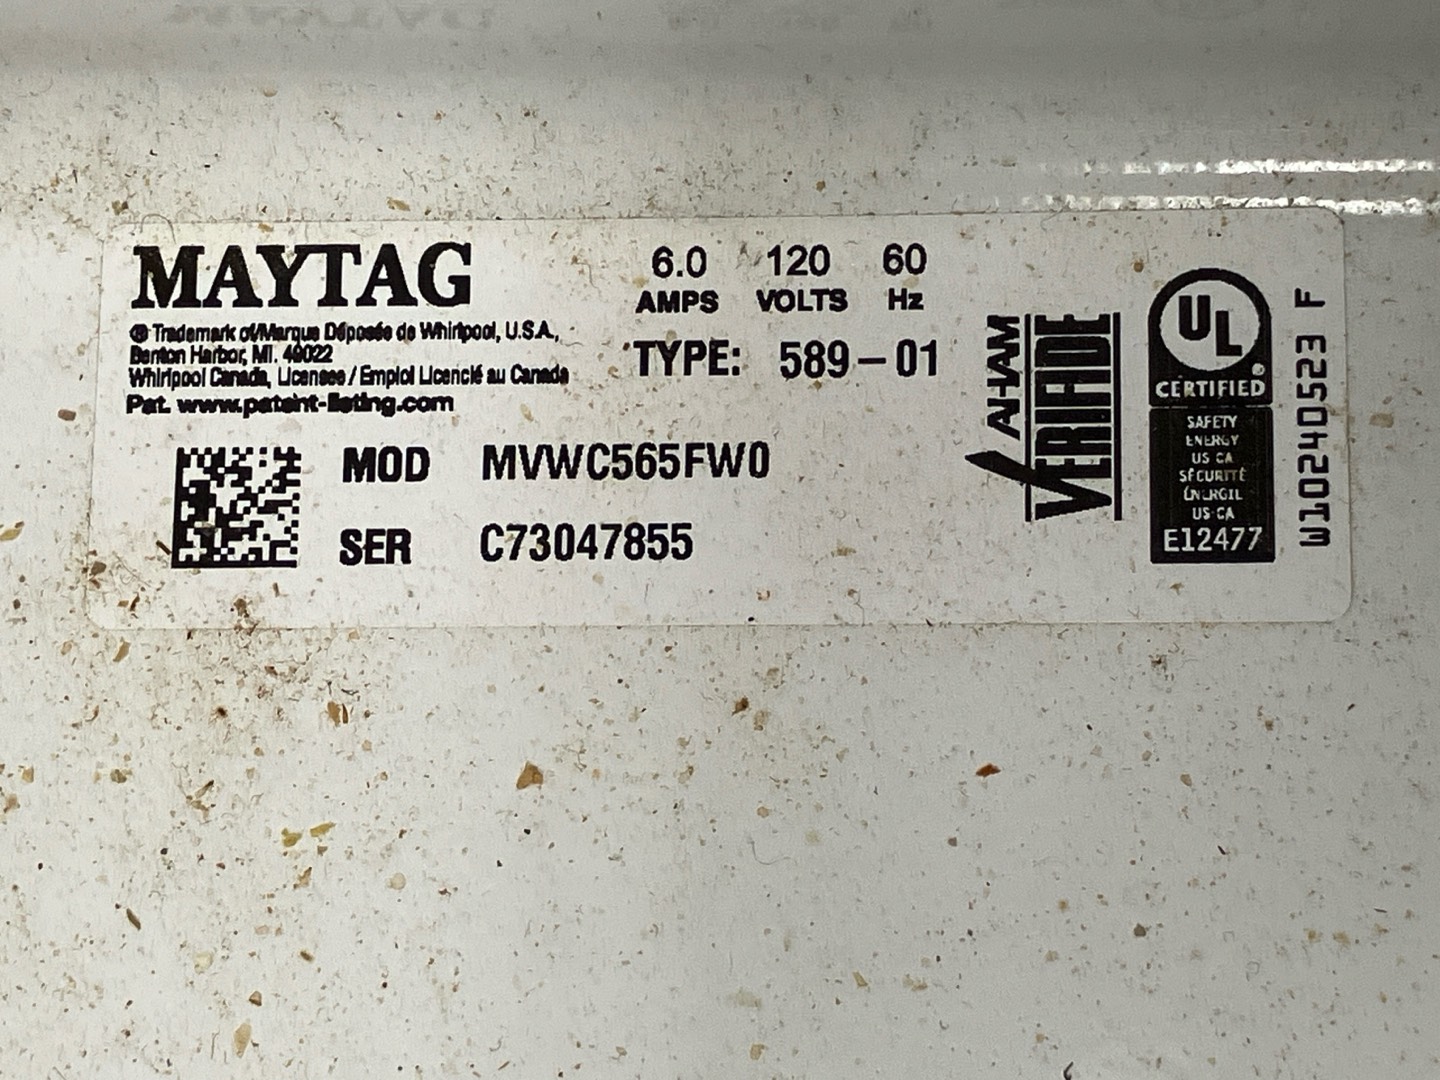 MAYTAG
® Trademark of/Marque Déposée de Whirlpool, U.S.A.,
Benton Harbor, MI. 49022
Whirlpool Canada, Licensee / Emploi Licencié au Canada
Pat. www.patent-listing.com
6.0 120 60
AMPS VOLTS Hz
TYPE: 589-01
MOD MVWC565FW0
SER C73047855
AHAM
VERIFIDE
UL
®
CERTIFIED
SAFETY
ENERGY
US CA
SÉCURITÉ
ÉNERGIE
US CA
E12477
W10240523 F